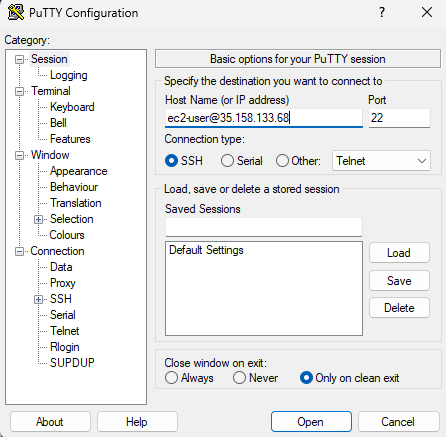 PuTTY Configuration
? ×
Category:
Session
Logging
Terminal
Keyboard
Bell
Features
Window
Appearance
Behaviour
Translation
Selection
Colours
Connection
Data
Proxy
SSH
Serial
Telnet
Rlogin
SUPDUP
Basic options for your PuTTY session
Specify the destination you want to connect to
Host Name (or IP address) Port
ec2-user@35.158.133.68 22
Connection type:
SSH Serial Other: Telnet
Load, save or delete a stored session
Saved Sessions
Default Settings
Load
Save
Delete
Close window on exit:
Always Never Only on clean exit
About Help Open Cancel